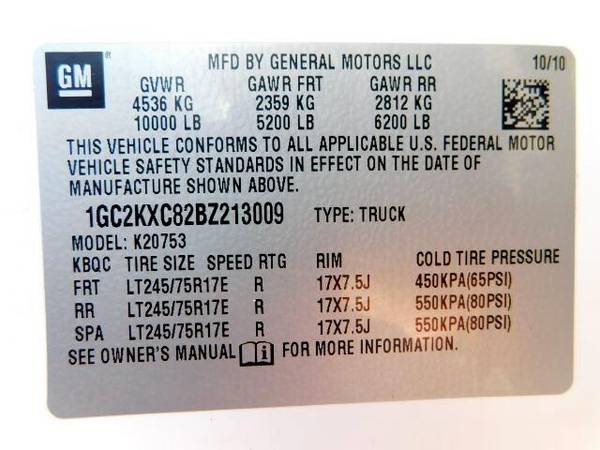 GM
MFD BY GENERAL MOTORS LLC 10/10
GVWR GAWR FRT GAWR RR
4536 KG 2359 KG 2812 KG
10000 LB 5200 LB 6200 LB
THIS VEHICLE CONFORMS TO ALL APPLICABLE U.S. FEDERAL MOTOR
VEHICLE SAFETY STANDARDS IN EFFECT ON THE DATE OF
MANUFACTURE SHOWN ABOVE.
1GC2KXC82BZ213009 TYPE: TRUCK
MODEL: K20753
KBQC TIRE SIZE SPEED RTG RIM COLD TIRE PRESSURE
FRT LT245/75R17E R 17X7.5J 450KPA(65PSI)
RR LT245/75R17E R 17X7.5J 550KPA(80PSI)
SPA LT245/75R17E R 17X7.5J 550KPA(80PSI)
SEE OWNER'S MANUAL i FOR MORE INFORMATION.